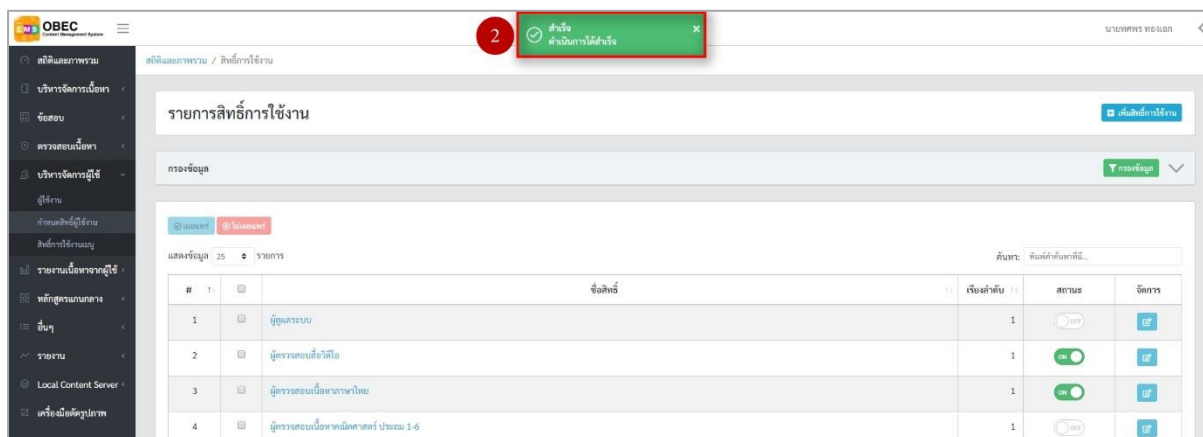 CMS OBEC
Content Management System
2
สำเร็จ
ดำเนินการได้สำเร็จ
×
นายทศพร ทองเอก
สถิติและภาพรวม
บริหารจัดการเนื้อหา
ข้อสอบ
ตรวจสอบเนื้อหา
บริหารจัดการผู้ใช้
ผู้ใช้งาน
กำหนดสิทธิ์ผู้ใช้งาน
สิทธิ์การใช้งานเมนู
รายงานเนื้อหาจากผู้ใช้
หลักสูตรแกนกลาง
อื่นๆ
รายงาน
Local Content Server
เครื่องมือตัดรูปภาพ
สถิติและภาพรวม / สิทธิ์การใช้งาน
รายการสิทธิ์การใช้งาน
เพิ่มสิทธิ์การใช้งาน
กรองข้อมูล
กรองข้อมูล
เผยแพร่ ไม่เผยแพร่
แสดงข้อมูล 25 รายการ
ค้นหา: พิมพ์คำค้นหาที่นี่...
# ชื่อสิทธิ์ เรียงลำดับ สถานะ จัดการ
1 ผู้ดูแลระบบ 1 OFF
2 ผู้ตรวจสอบสื่อวิดีโอ 1 ON
3 ผู้ตรวจสอบเนื้อหาภาษาไทย 1 ON
4 ผู้ตรวจสอบเนื้อหาคณิตศาสตร์ ประถม 1-6 1 OFF